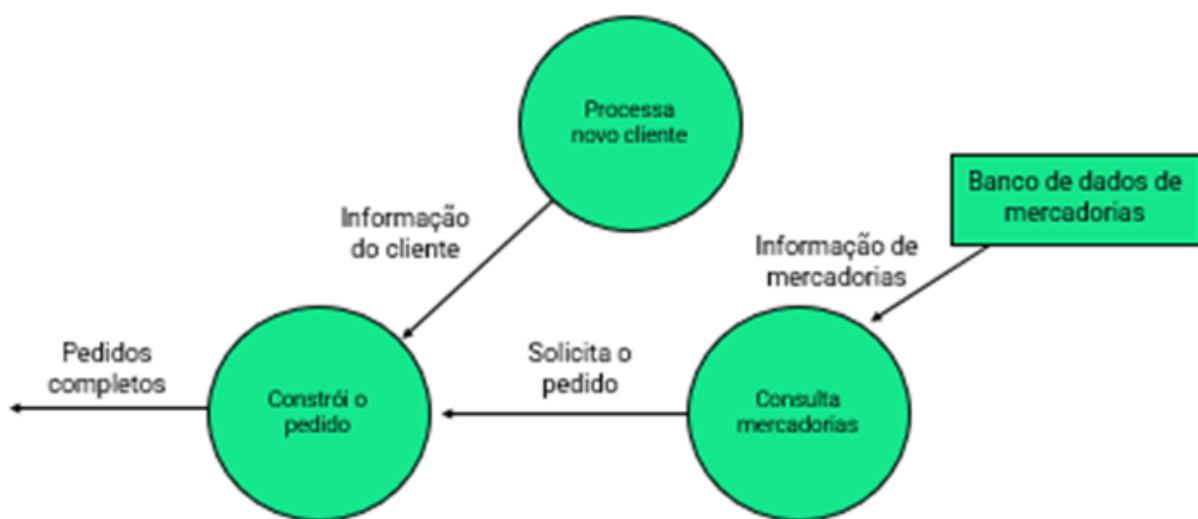 Processa
novo cliente
Banco de dados de
mercadorias
Informação
do cliente
Informação de
mercadorias
Pedidos
completos
Constrói o
pedido
Solicita o
pedido
Consulta
mercadorias